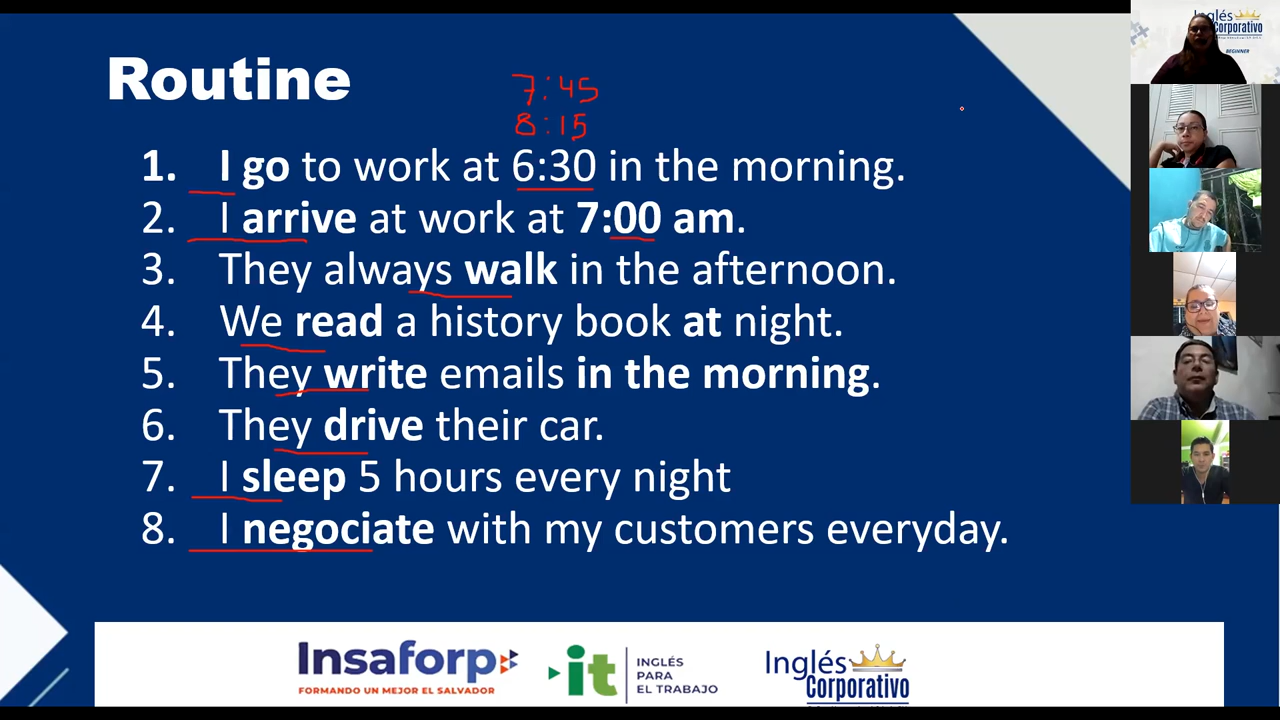 Routine
7:45
8:15
1. I go to work at 6:30 in the morning.
2. I arrive at work at 7:00 am.
3. They always walk in the afternoon.
4. We read a history book at night.
5. They write emails in the morning.
6. They drive their car.
7. I sleep 5 hours every night
8. I negociate with my customers everyday.
Insaforp
FORMANDO UN MEJOR EL SALVADOR
it
INGLÉS
PARA
EL TRABAJO
Inglés
Corporativo
Inglés
Corporativo
BEGINNER